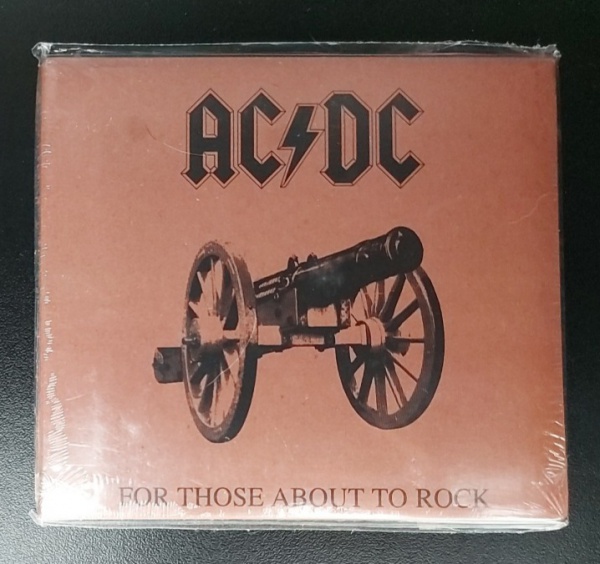 AC⚡DC
FOR THOSE ABOUT TO ROCK